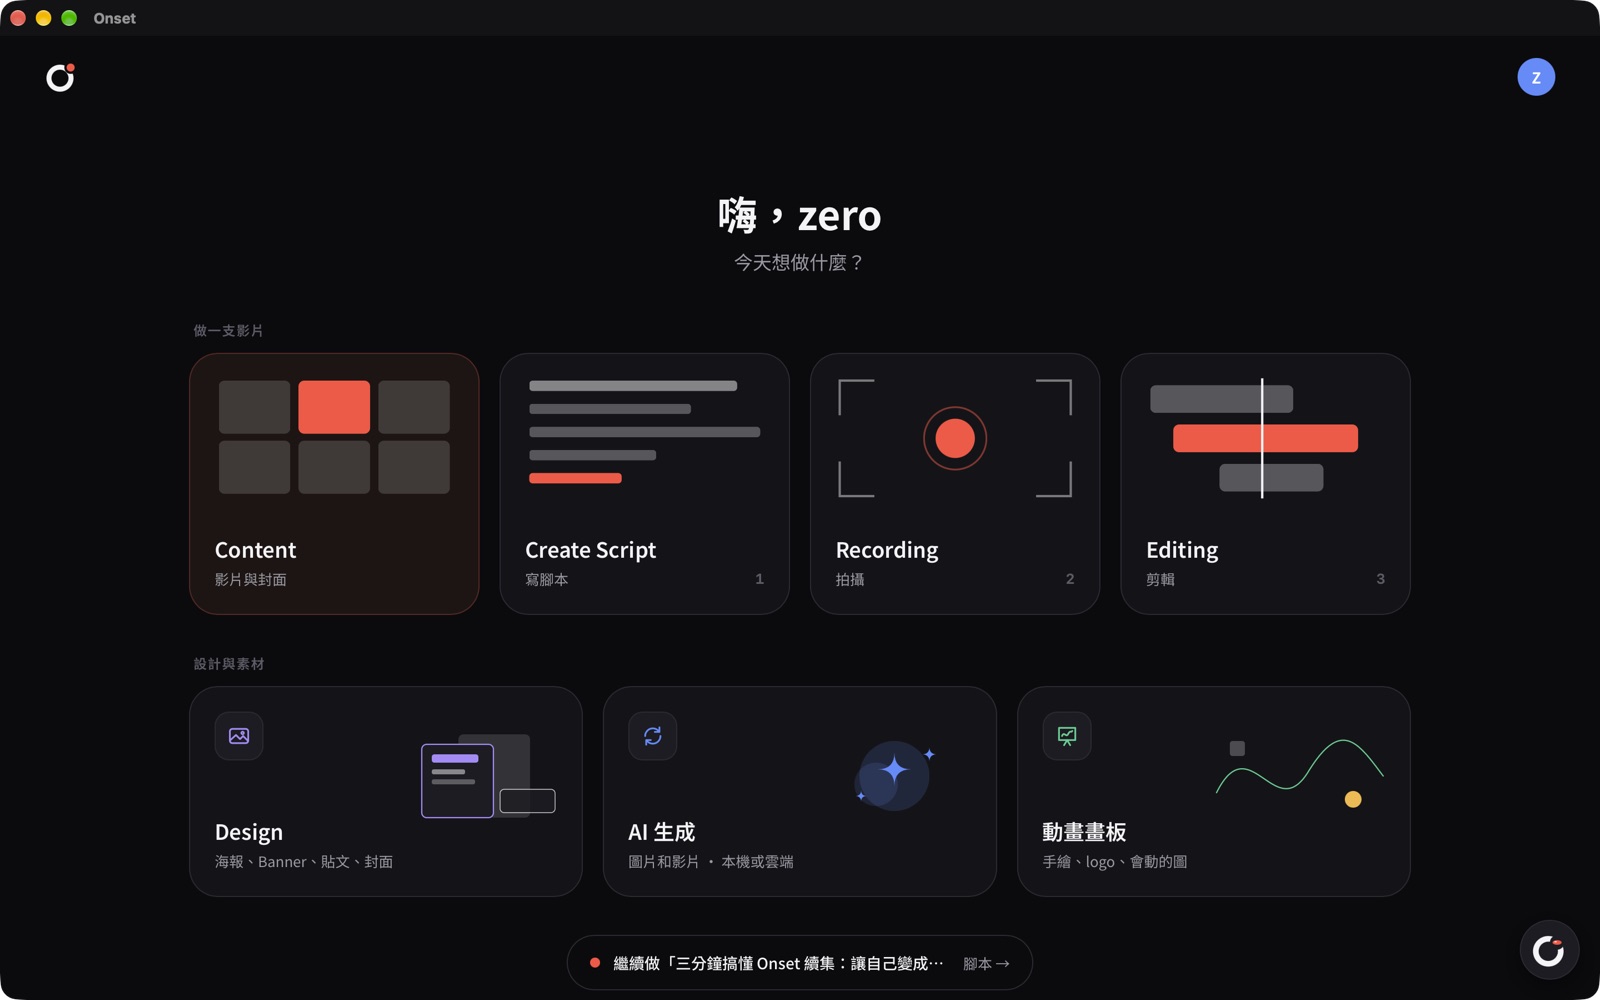 Onset
Z
嗨，zero
今天想做什麼？
做一支影片
Content
影片與封面
Create Script
寫腳本
1
Recording
拍攝
2
Editing
剪輯
3
設計與素材
Design
海報、Banner、貼文、封面
AI 生成
圖片和影片・本機或雲端
動畫畫板
手繪、logo、會動的圖
繼續做「三分鐘搞懂 Onset 續集：讓自己變成⋯
腳本 →